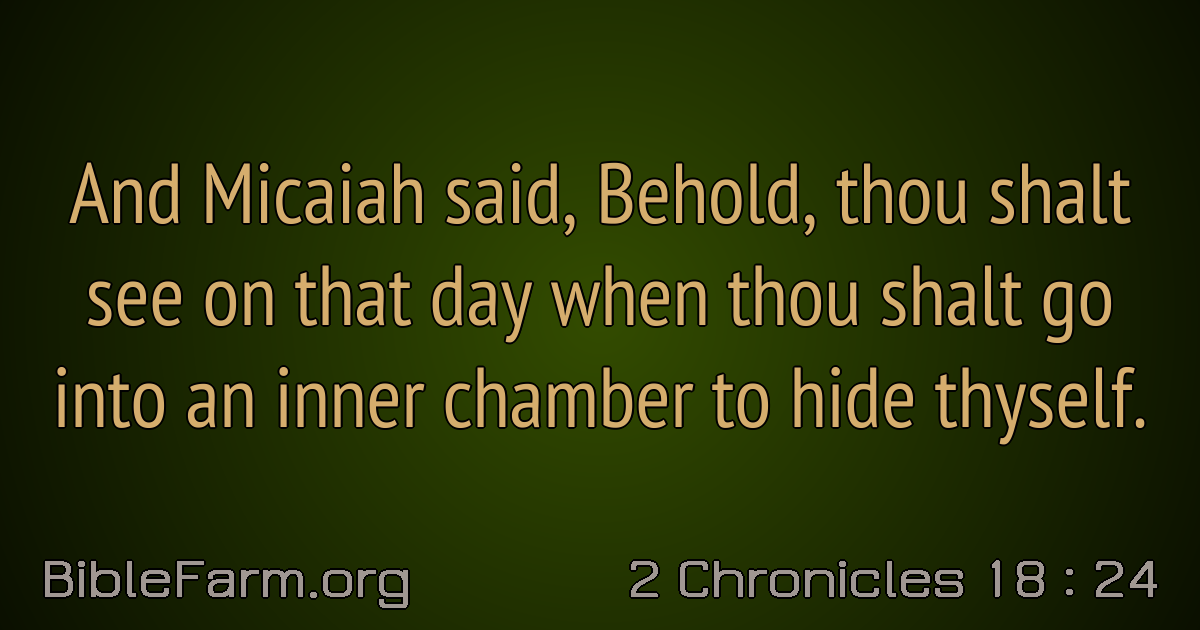 And Micaiah said, Behold, thou shalt
see on that day when thou shalt go
into an inner chamber to hide thyself.
BibleFarm.org
2 Chronicles 18 : 24